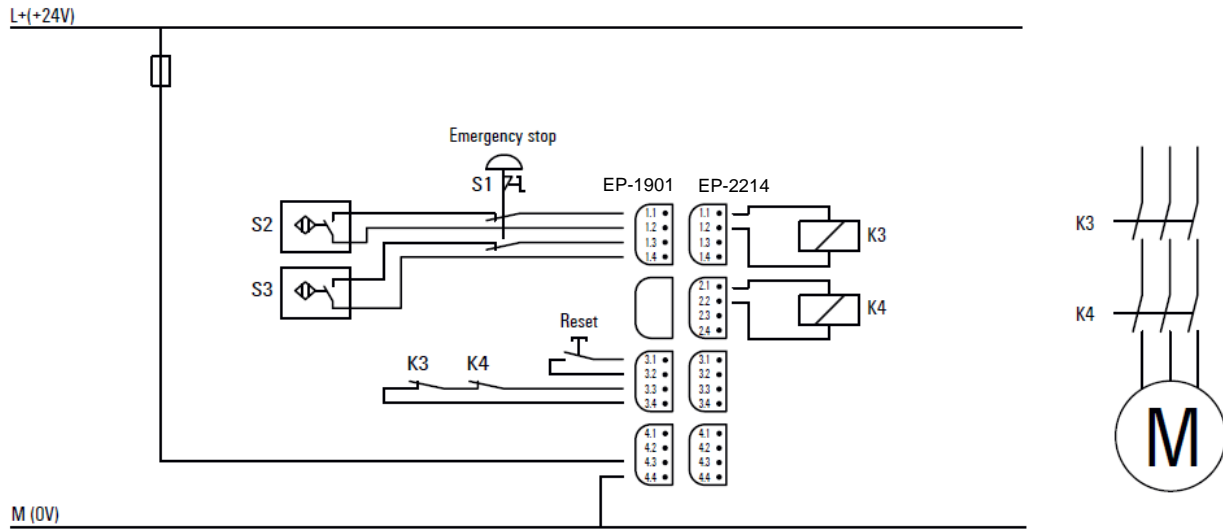 L+(+24V)
Emergency stop
S1
EP-1901
EP-2214
S2
S3
1.1
1.2
1.3
1.4
1.1
1.2
1.3
1.4
K3
2.1
2.2
2.3
2.4
K4
Reset
K3
K4
3.1
3.2
3.3
3.4
3.1
3.2
3.3
3.4
4.1
4.2
4.3
4.4
4.1
4.2
4.3
4.4
M (0V)
K3
K4
M